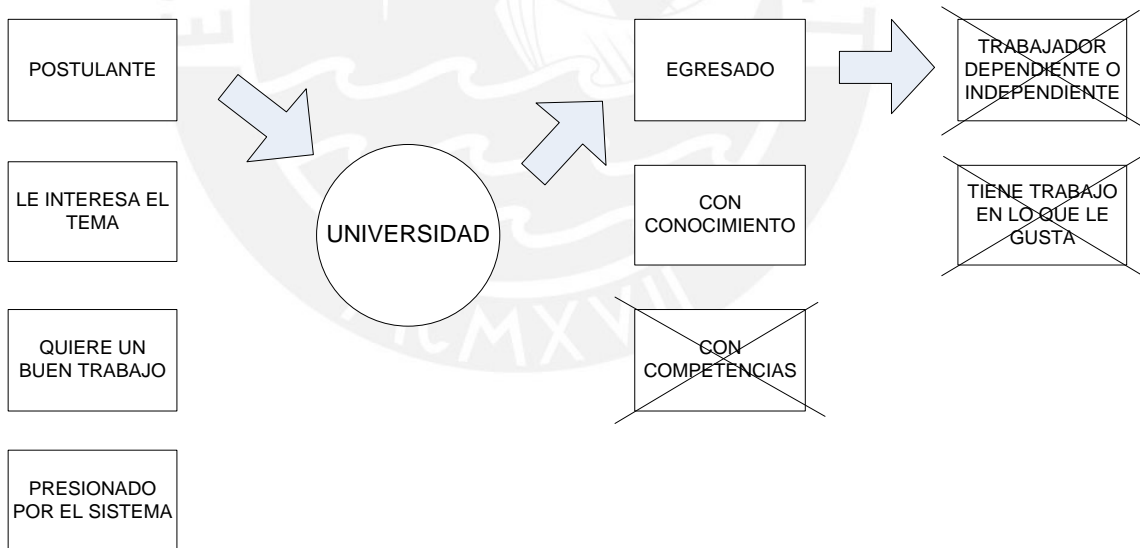 POSTULANTE
LE INTERESA EL
TEMA
QUIERE UN
BUEN TRABAJO
PRESIONADO
POR EL SISTEMA
UNIVERSIDAD
EGRESADO
CON
CONOCIMIENTO
CON
COMPETENCIAS
TRABAJADOR
DEPENDIENTE O
INDEPENDIENTE
TIENE TRABAJO
EN LO QUE LE
GUSTA
MCMXVII